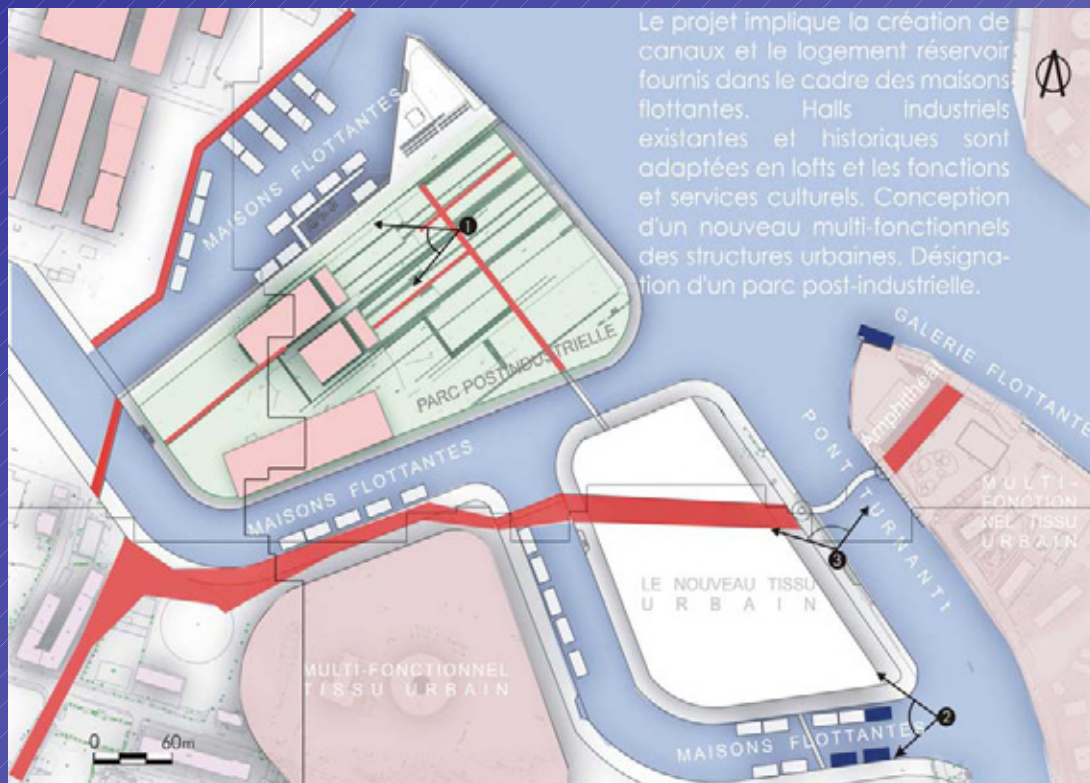 Le projet implique la création de
canaux et le logement réservoir
fournis dans le cadre des maisons
flottantes. Halls industriels
existantes et historiques sont
adaptées en lofts et les fonctions
et services culturels. Conception
d'un nouveau multi-fonctionnels
des structures urbaines. Désigna-
tion d'un parc post-industrielle.
MAISONS FLOTTANTES
1
PARC POSTINDUSTRIELLE
GALERIE FLOTTANTE
Amphithéât
PONT TURNANT1
MAISONS FLOTTANTES
MULTI-
FONCTION
NEL TISSU
URBAIN
3
LE NOUVEAU TISSU
URBAIN
MULTI-FONCTIONNEL
TISSU URBAIN
2
MAISONS FLOTTANTES
0 60m